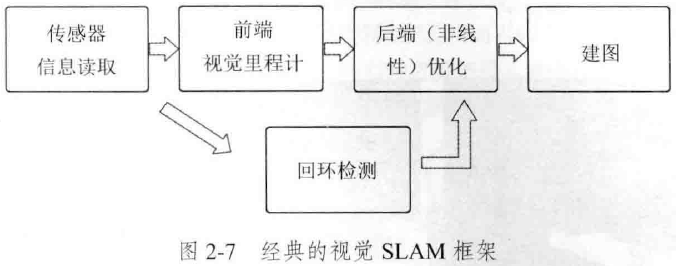 传感器
信息读取
前端
视觉里程计
后端（非线
性）优化
建图
回环检测
图 2-7 经典的视觉 SLAM 框架